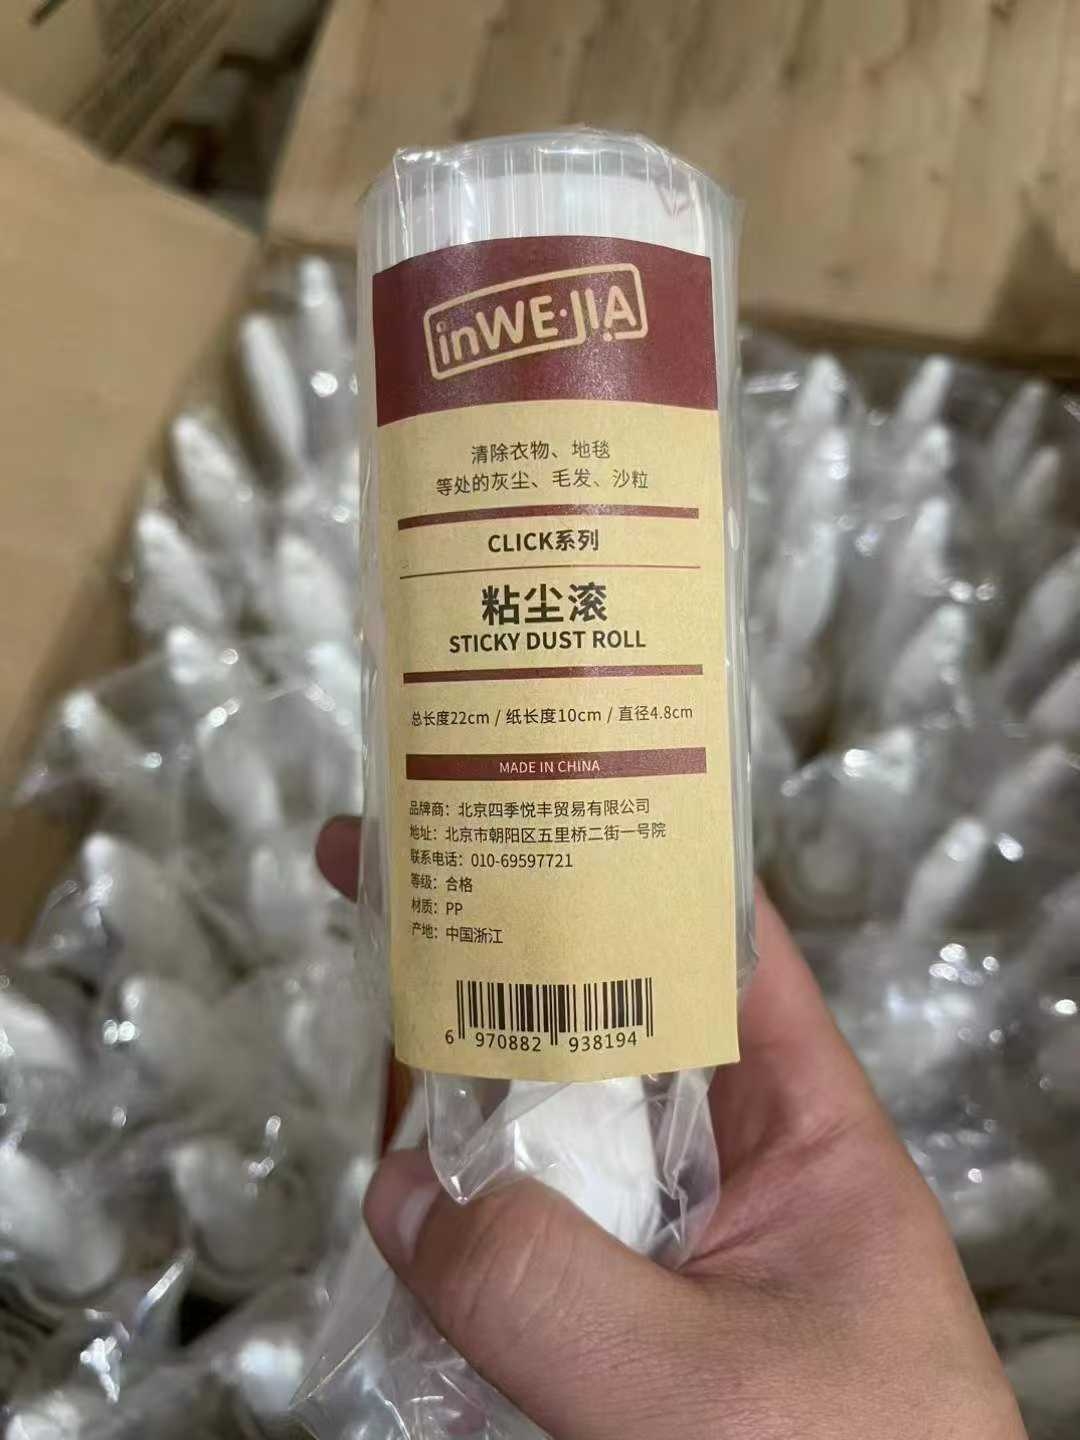 inWE·JIA
清除衣物、地毯
等处的灰尘、毛发、沙粒
CLICK系列
粘尘滚
STICKY DUST ROLL
总长度22cm / 纸长度10cm / 直径4.8cm
MADE IN CHINA
品牌商：北京四季悦丰贸易有限公司
地址：北京市朝阳区五里桥二街一号院
联系电话：010-69597721
等级：合格
材质：PP
产地：中国浙江
6 970882 938194